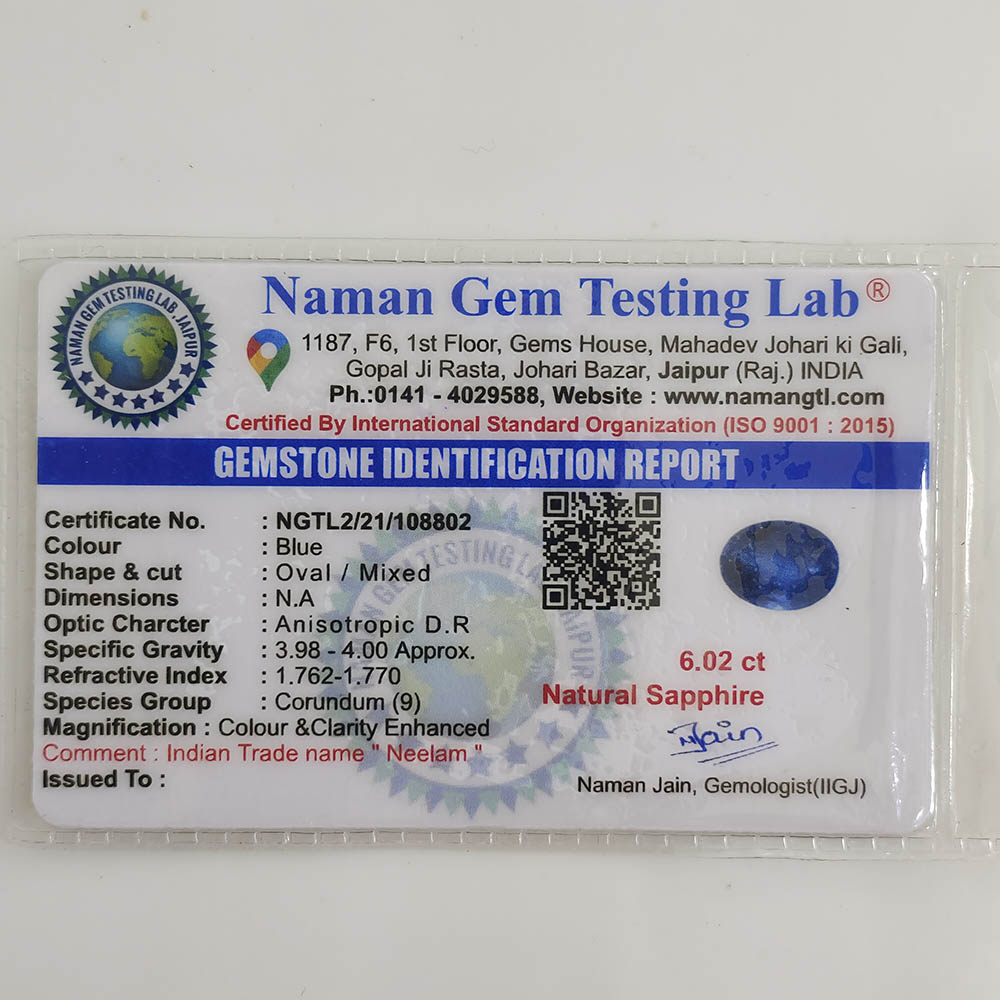 NAMAN GEM TESTING LAB, JAIPUR
Naman Gem Testing Lab®
1187, F6, 1st Floor, Gems House, Mahadev Johari ki Gali,
Gopal Ji Rasta, Johari Bazar, Jaipur (Raj.) INDIA
Ph.:0141 - 4029588, Website : www.namangtl.com
Certified By International Standard Organization (ISO 9001 : 2015)
GEMSTONE IDENTIFICATION REPORT
Certificate No. : NGTL2/21/108802
Colour : Blue
Shape & cut : Oval / Mixed
Dimensions : N.A
Optic Charcter : Anisotropic D.R
Specific Gravity : 3.98 - 4.00 Approx.
Refractive Index : 1.762-1.770
Species Group : Corundum (9)
Magnification : Colour &Clarity Enhanced
Comment : Indian Trade name " Neelam "
Issued To :
6.02 ct
Natural Sapphire
NJain
Naman Jain, Gemologist(IIGJ)